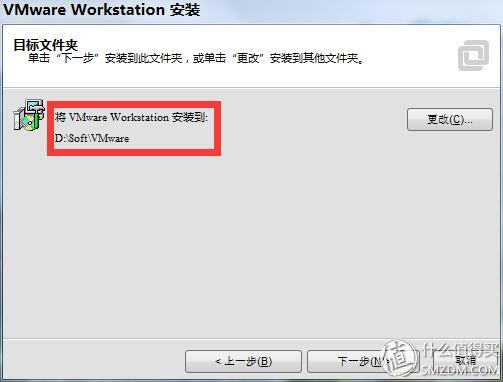 VMware Workstation 安装
目标文件夹
单击“下一步”安装到此文件夹，或单击“更改”安装到其他文件夹。
将 VMware Workstation 安装到:
D:\Soft\VMware
更改(C)...
< 上一步(B)
下一步(N)
取消
值 什么值得买
SMZDM.COM